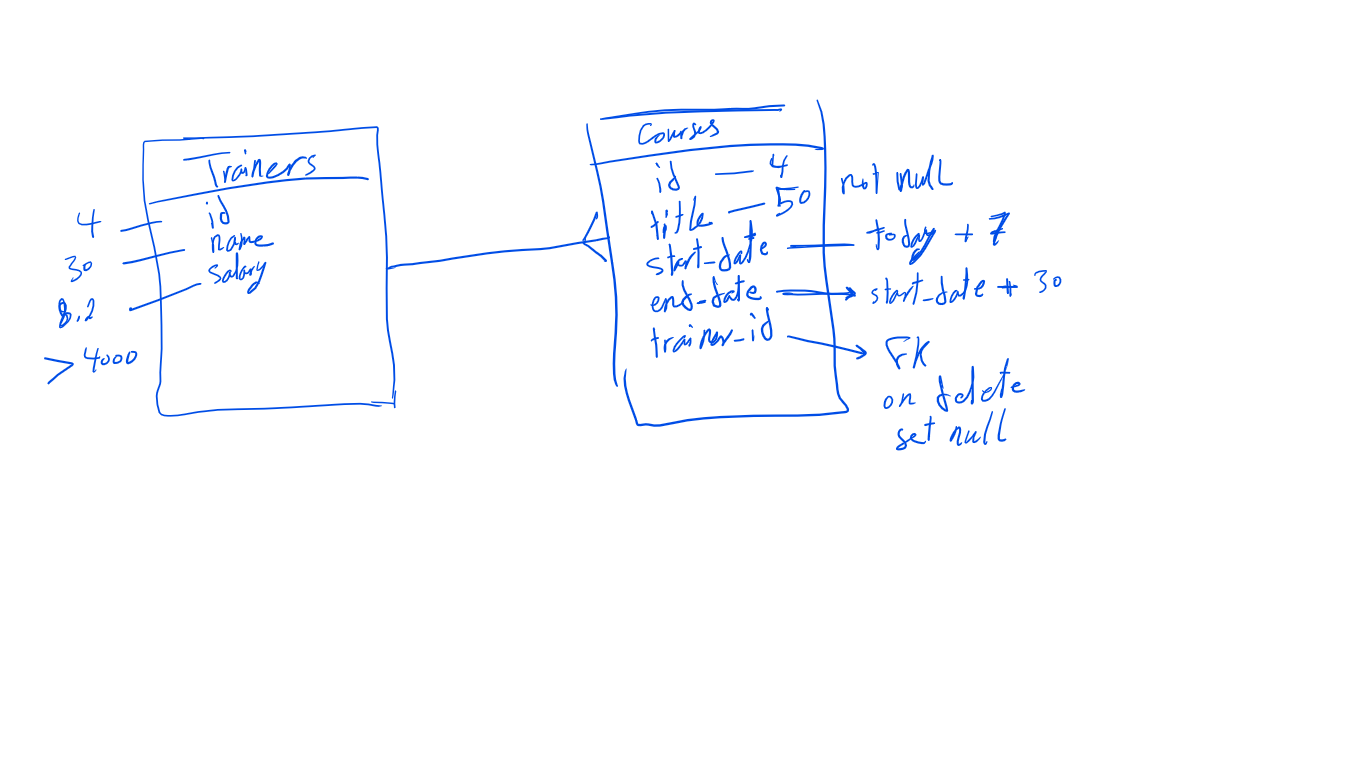 Trainers
4 id
30 name
8.2 salary
> 4000
Courses
id — 4
title — 50 not null
start_date today + 7
end_date start_date + 30
trainer_id FK
on delete
set null